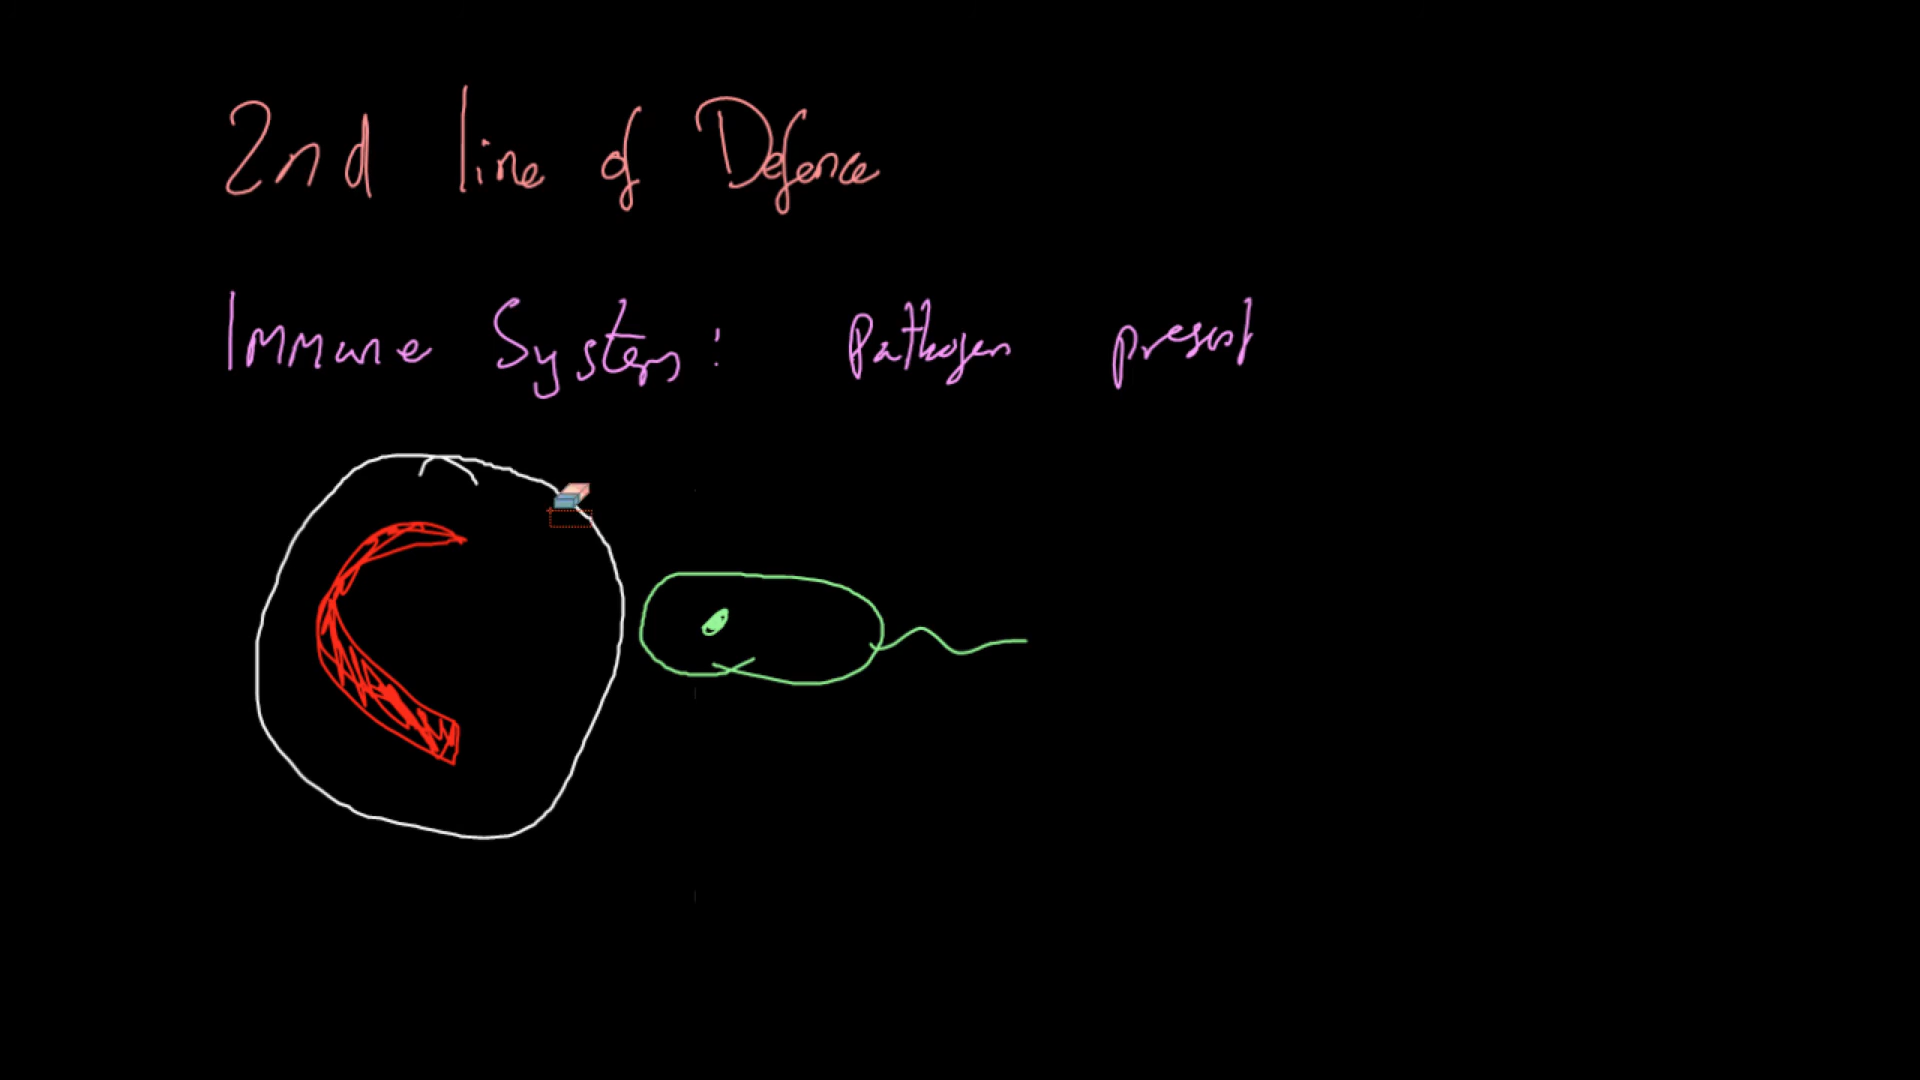 2nd line of Defence
Immune System: Pathogen present